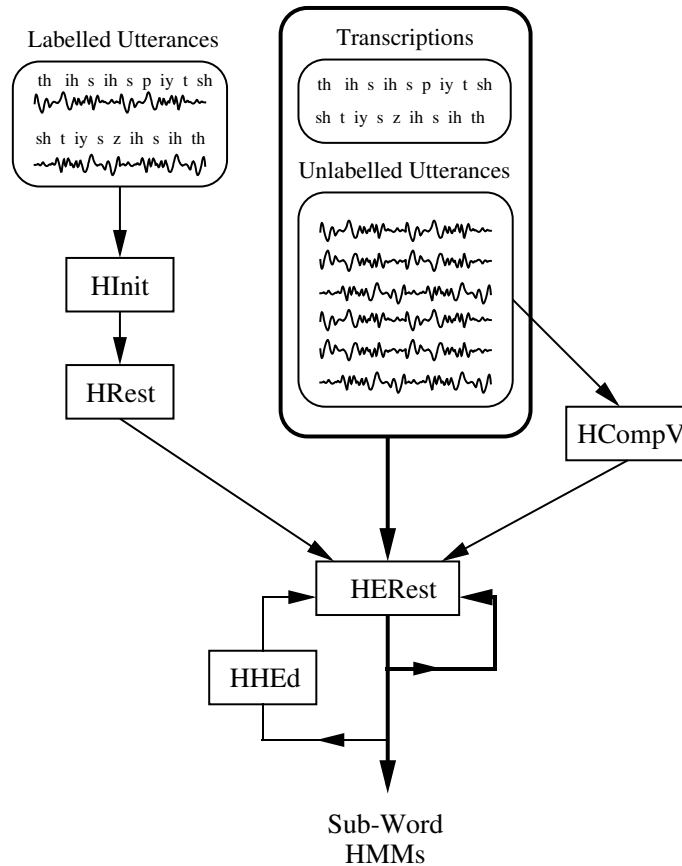 Labelled Utterances
th ih s ih s p iy t sh
sh t iy s z ih s ih th
Transcriptions
th ih s ih s p iy t sh
sh t iy s z ih s ih th
Unlabelled Utterances
HInit
HRest
HCompV
HERest
HHEd
Sub-Word
HMMs